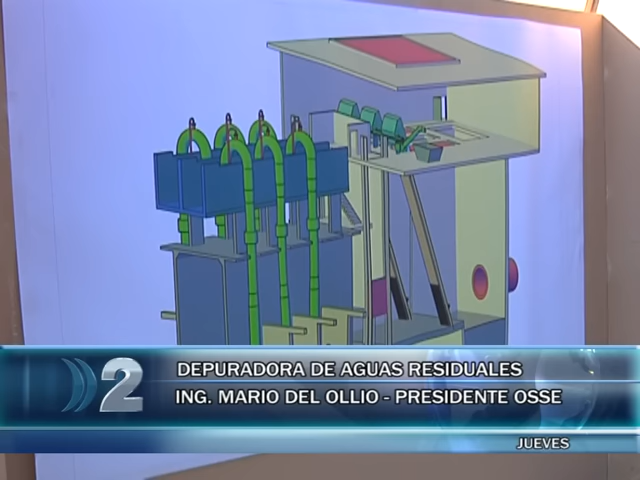 2
DEPURADORA DE AGUAS RESIDUALES
ING. MARIO DEL OLLIO - PRESIDENTE OSSE
JUEVES